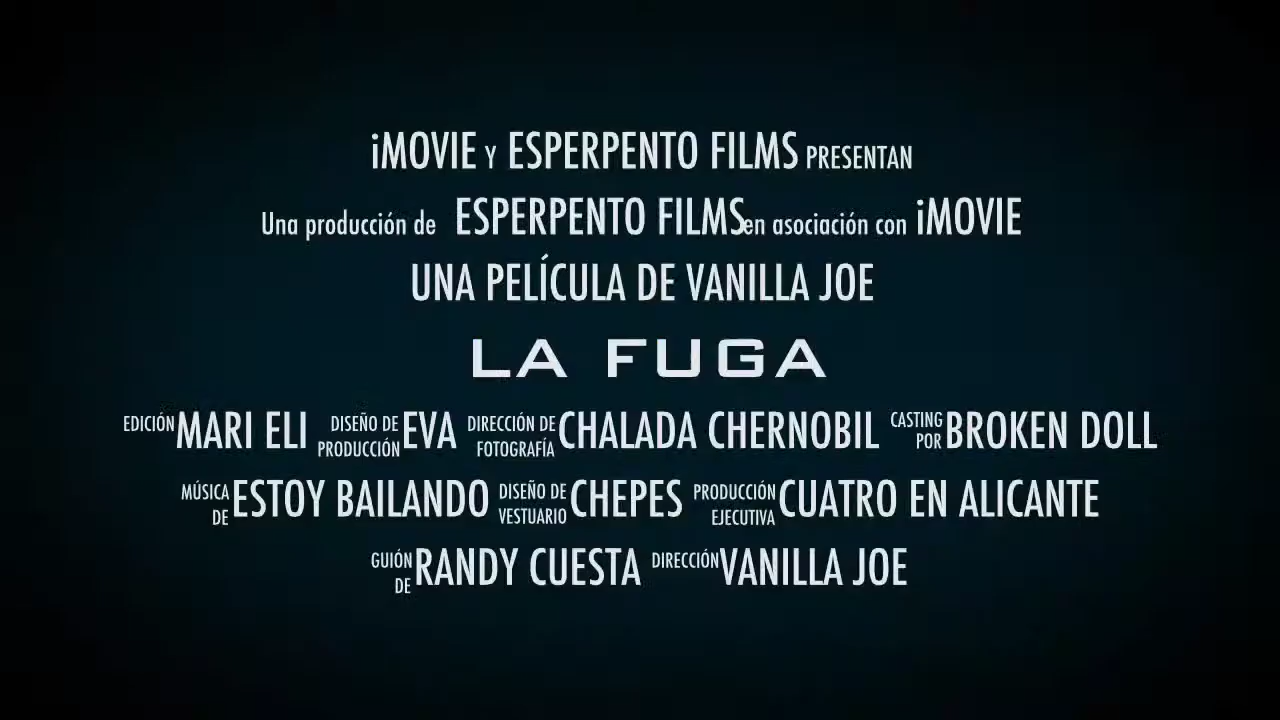 iMOVIE Y ESPERPENTO FILMS PRESENTAN
Una producción de ESPERPENTO FILMS en asociación con iMOVIE
UNA PELÍCULA DE VANILLA JOE
LA FUGA
EDICIÓN MARI ELI DISEÑO DE PRODUCCIÓN EVA DIRECCIÓN DE FOTOGRAFÍA CHALADA CHERNOBIL CASTING POR BROKEN DOLL
MÚSICA DE ESTOY BAILANDO DISEÑO DE VESTUARIO CHEPES PRODUCCIÓN EJECUTIVA CUATRO EN ALICANTE
GUIÓN DE RANDY CUESTA DIRECCIÓN VANILLA JOE